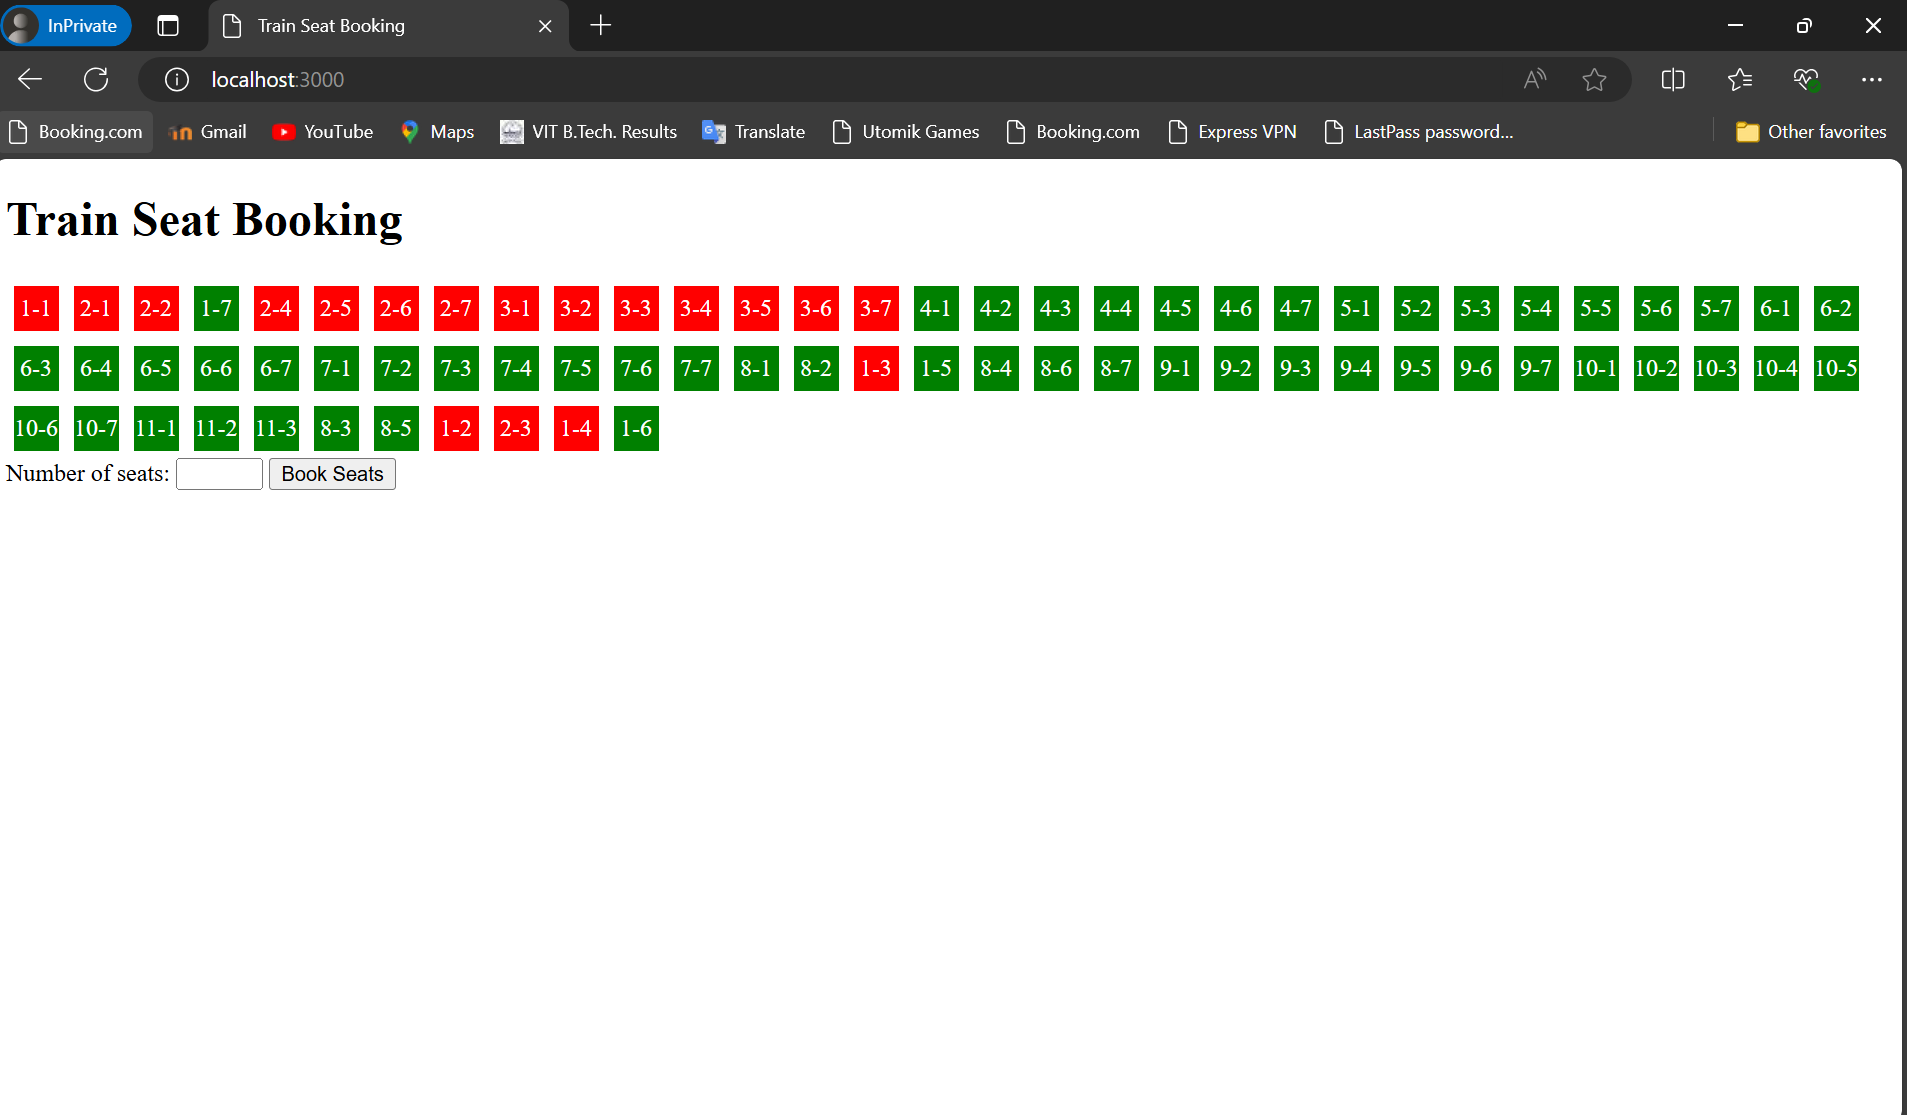 InPrivate Train Seat Booking
localhost:3000
Booking.com Gmail YouTube Maps VIT B.Tech. Results Translate Utomik Games Booking.com Express VPN LastPass password... Other favorites
Train Seat Booking
1-1 2-1 2-2 1-7 2-4 2-5 2-6 2-7 3-1 3-2 3-3 3-4 3-5 3-6 3-7 4-1 4-2 4-3 4-4 4-5 4-6 4-7 5-1 5-2 5-3 5-4 5-5 5-6 5-7 6-1 6-2
6-3 6-4 6-5 6-6 6-7 7-1 7-2 7-3 7-4 7-5 7-6 7-7 8-1 8-2 1-3 1-5 8-4 8-6 8-7 9-1 9-2 9-3 9-4 9-5 9-6 9-7 10-1 10-2 10-3 10-4 10-5
10-6 10-7 11-1 11-2 11-3 8-3 8-5 1-2 2-3 1-4 1-6
Number of seats: Book Seats